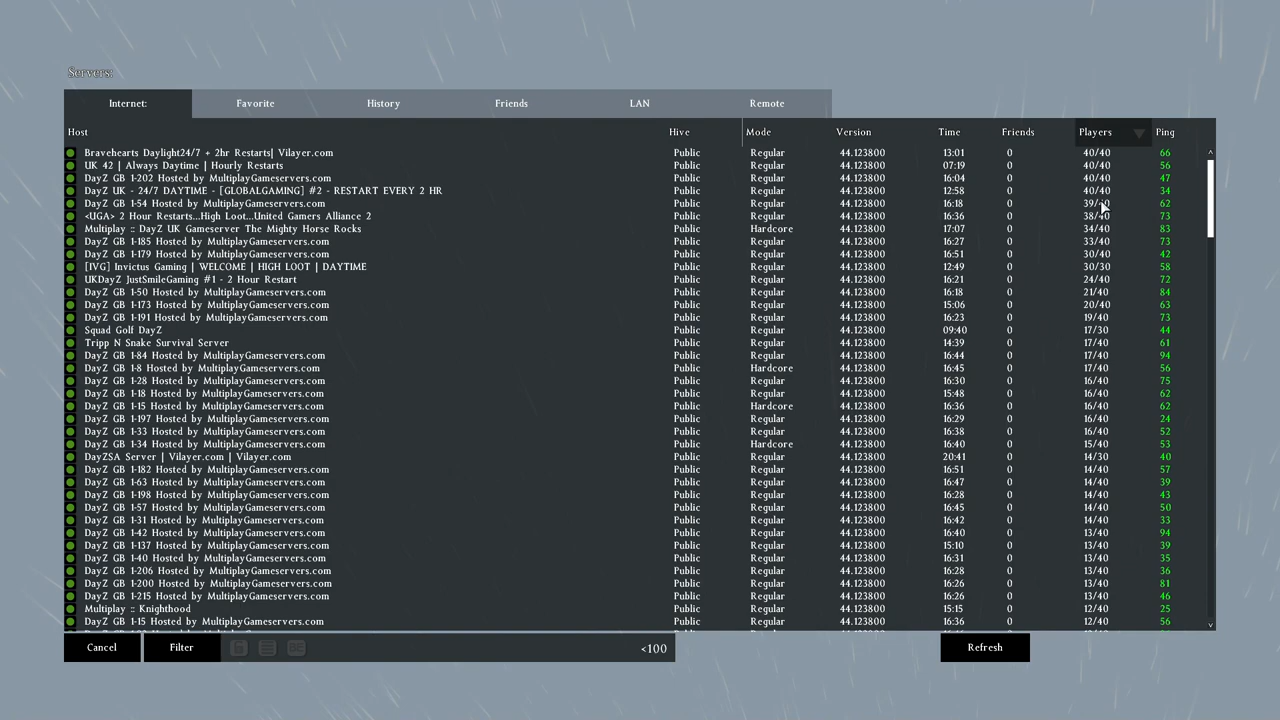 Servers:
Internet: Favorite History Friends LAN Remote
Host Hive Mode Version Time Friends Players Ping
Bravehearts Daylight24/7 + 2hr Restarts| Vilayer.com Public Regular 44.123800 13:01 0 40/40 66
UK 42 | Always Daytime | Hourly Restarts Public Regular 44.123800 07:19 0 40/40 56
DayZ GB 1-202 Hosted by MultiplayGameservers.com Public Regular 44.123800 16:04 0 40/40 47
DayZ UK - 24/7 DAYTIME - [GLOBALGAMING] #2 - RESTART EVERY 2 HR Public Regular 44.123800 12:58 0 40/40 34
DayZ GB 1-54 Hosted by MultiplayGameservers.com Public Regular 44.123800 16:18 0 62
<UGA> 2 Hour Restarts...High Loot...United Gamers Alliance 2 Public Regular 44.123800 16:36 0 38/40 73
Multiplay :: DayZ UK Gameserver The Mighty Horse Rocks Public Hardcore 44.123800 17:07 0 34/40 83
DayZ GB 1-185 Hosted by MultiplayGameservers.com Public Regular 44.123800 16:27 0 33/40 73
DayZ GB 1-179 Hosted by MultiplayGameservers.com Public Regular 44.123800 16:51 0 30/40 42
[IVG] Invictus Gaming | WELCOME | HIGH LOOT | DAYTIME Public Regular 44.123800 12:49 0 30/30 58
UKDayZ JustSmileGaming #1 - 2 Hour Restart Public Regular 44.123800 16:21 0 24/40 72
DayZ GB 1-50 Hosted by MultiplayGameservers.com Public Regular 44.123800 16:18 0 21/40 84
DayZ GB 1-173 Hosted by MultiplayGameservers.com Public Regular 44.123800 15:06 0 20/40 63
DayZ GB 1-191 Hosted by MultiplayGameservers.com Public Regular 44.123800 16:23 0 19/40 73
Squad Golf DayZ Public Regular 44.123800 09:40 0 17/30 44
Tripp N Snake Survival Server Public Regular 44.123800 14:39 0 17/40 61
DayZ GB 1-84 Hosted by MultiplayGameservers.com Public Regular 44.123800 16:44 0 17/40 94
DayZ GB 1-8 Hosted by MultiplayGameservers.com Public Hardcore 44.123800 16:45 0 17/40 56
DayZ GB 1-28 Hosted by MultiplayGameservers.com Public Regular 44.123800 16:30 0 16/40 75
DayZ GB 1-18 Hosted by MultiplayGameservers.com Public Regular 44.123800 15:48 0 16/40 62
DayZ GB 1-15 Hosted by MultiplayGameservers.com Public Hardcore 44.123800 16:36 0 16/40 62
DayZ GB 1-197 Hosted by MultiplayGameservers.com Public Regular 44.123800 16:29 0 16/40 24
DayZ GB 1-33 Hosted by MultiplayGameservers.com Public Regular 44.123800 16:38 0 16/40 52
DayZ GB 1-34 Hosted by MultiplayGameservers.com Public Hardcore 44.123800 16:40 0 15/40 53
DayZSA Server | Vilayer.com | Vilayer.com Public Regular 44.123800 20:41 0 14/30 40
DayZ GB 1-182 Hosted by MultiplayGameservers.com Public Regular 44.123800 16:51 0 14/40 57
DayZ GB 1-63 Hosted by MultiplayGameservers.com Public Regular 44.123800 16:47 0 14/40 39
DayZ GB 1-198 Hosted by MultiplayGameservers.com Public Regular 44.123800 16:28 0 14/40 43
DayZ GB 1-57 Hosted by MultiplayGameservers.com Public Regular 44.123800 16:45 0 14/40 50
DayZ GB 1-31 Hosted by MultiplayGameservers.com Public Regular 44.123800 16:42 0 14/40 33
DayZ GB 1-42 Hosted by MultiplayGameservers.com Public Regular 44.123800 16:40 0 13/40 94
DayZ GB 1-137 Hosted by MultiplayGameservers.com Public Regular 44.123800 15:10 0 13/40 39
DayZ GB 1-40 Hosted by MultiplayGameservers.com Public Regular 44.123800 16:31 0 13/40 35
DayZ GB 1-206 Hosted by MultiplayGameservers.com Public Regular 44.123800 16:28 0 13/40 36
DayZ GB 1-200 Hosted by MultiplayGameservers.com Public Regular 44.123800 16:26 0 13/40 81
DayZ GB 1-215 Hosted by MultiplayGameservers.com Public Regular 44.123800 16:26 0 13/40 46
Multiplay :: Knighthood Public Regular 44.123800 15:15 0 12/40 25
DayZ GB 1-15 Hosted by MultiplayGameservers.com Public Regular 44.123800 16:36 0 12/40 56
Cancel Filter <100 Refresh